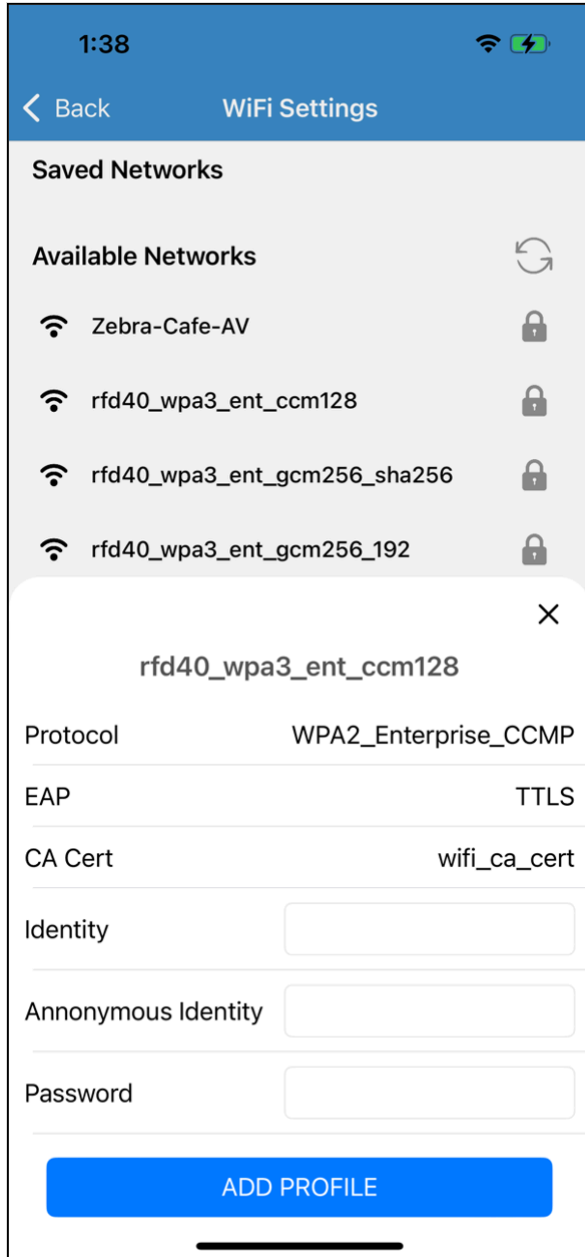 1:38
Back WiFi Settings
Saved Networks
Available Networks
Zebra-Cafe-AV
rfd40_wpa3_ent_ccm128
rfd40_wpa3_ent_gcm256_sha256
rfd40_wpa3_ent_gcm256_192
rfd40_wpa3_ent_ccm128
Protocol WPA2_Enterprise_CCMP
EAP TTLS
CA Cert wifi_ca_cert
Identity
Annonymous Identity
Password
ADD PROFILE